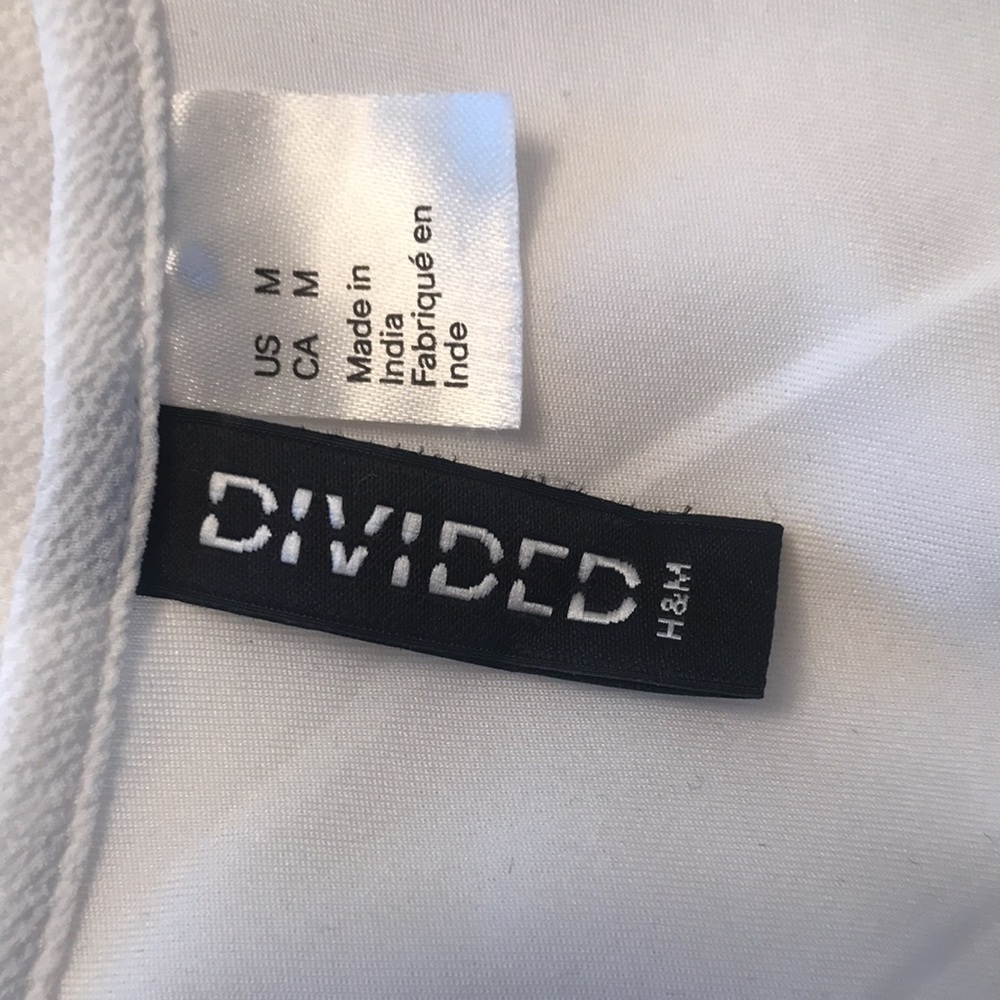 US M
CA M
Made in
India
Fabriqué en
Inde
DIVIDED
H&M